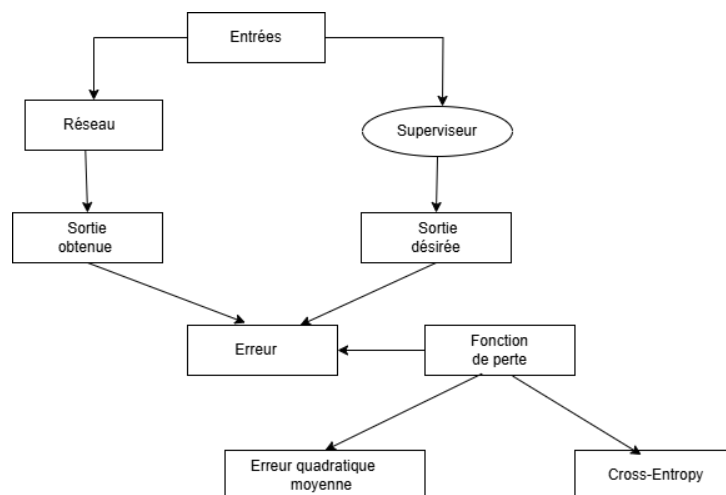 Entrées
Réseau
Superviseur
Sortie
obtenue
Sortie
désirée
Erreur
Fonction
de perte
Erreur quadratique
moyenne
Cross-Entropy